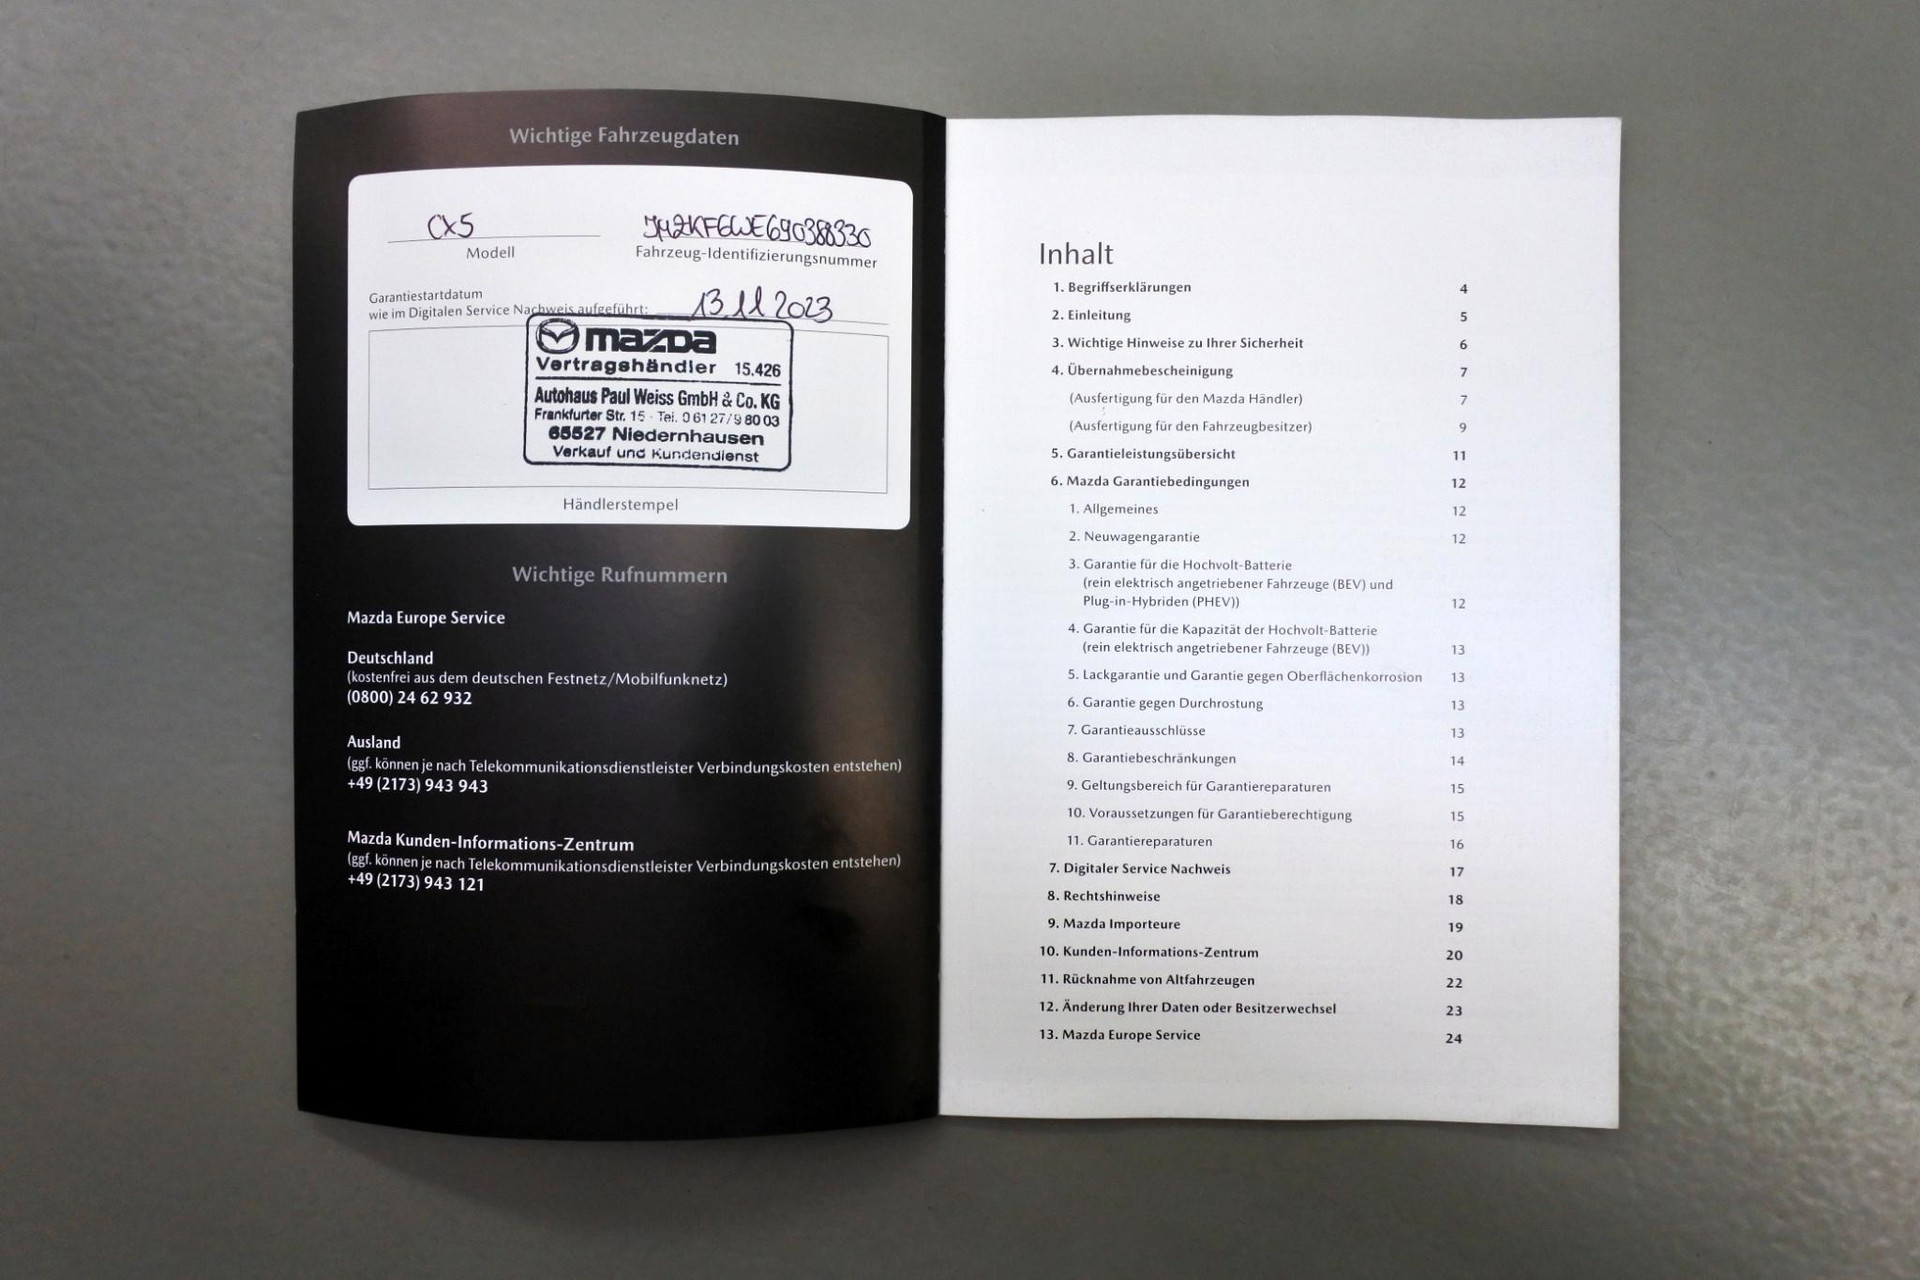 Wichtige Fahrzeugdaten
CX5
Modell
Fahrzeug-Identifizierungsnummer
Garantiestartdatum
wie im Digitalen Service Nachweis aufgeführt: 13.11.2023
mazda
Vertragshändler 15.426
Autohaus Paul Weiss GmbH & Co. KG
Frankfurter Str. 15 · Tel. 0 61 27/9 80 03
65527 Niedernhausen
Verkauf und Kundendienst
Händlerstempel
Wichtige Rufnummern
Mazda Europe Service
Deutschland
(kostenfrei aus dem deutschen Festnetz/Mobilfunknetz)
(0800) 24 62 932
Ausland
(ggf. können je nach Telekommunikationsdienstleister Verbindungskosten entstehen)
+49 (2173) 943 943
Mazda Kunden-Informations-Zentrum
(ggf. können je nach Telekommunikationsdienstleister Verbindungskosten entstehen)
+49 (2173) 943 121
Inhalt
1. Begriffserklärungen 4
2. Einleitung 5
3. Wichtige Hinweise zu Ihrer Sicherheit 6
4. Übernahmebescheinigung 7
(Ausfertigung für den Mazda Händler) 7
(Ausfertigung für den Fahrzeugbesitzer) 9
5. Garantieleistungsübersicht 11
6. Mazda Garantiebedingungen 12
1. Allgemeines 12
2. Neuwagengarantie 12
3. Garantie für die Hochvolt-Batterie
(rein elektrisch angetriebener Fahrzeuge (BEV) und
Plug-in-Hybriden (PHEV)) 12
4. Garantie für die Kapazität der Hochvolt-Batterie
(rein elektrisch angetriebener Fahrzeuge (BEV)) 13
5. Lackgarantie und Garantie gegen Oberflächenkorrosion 13
6. Garantie gegen Durchrostung 13
7. Garantieausschlüsse 13
8. Garantiebeschränkungen 14
9. Geltungsbereich für Garantiereparaturen 15
10. Voraussetzungen für Garantieberechtigung 15
11. Garantiereparaturen 16
7. Digitaler Service Nachweis 17
8. Rechtshinweise 18
9. Mazda Importeure 19
10. Kunden-Informations-Zentrum 20
11. Rücknahme von Altfahrzeugen 22
12. Änderung Ihrer Daten oder Besitzerwechsel 23
13. Mazda Europe Service 24